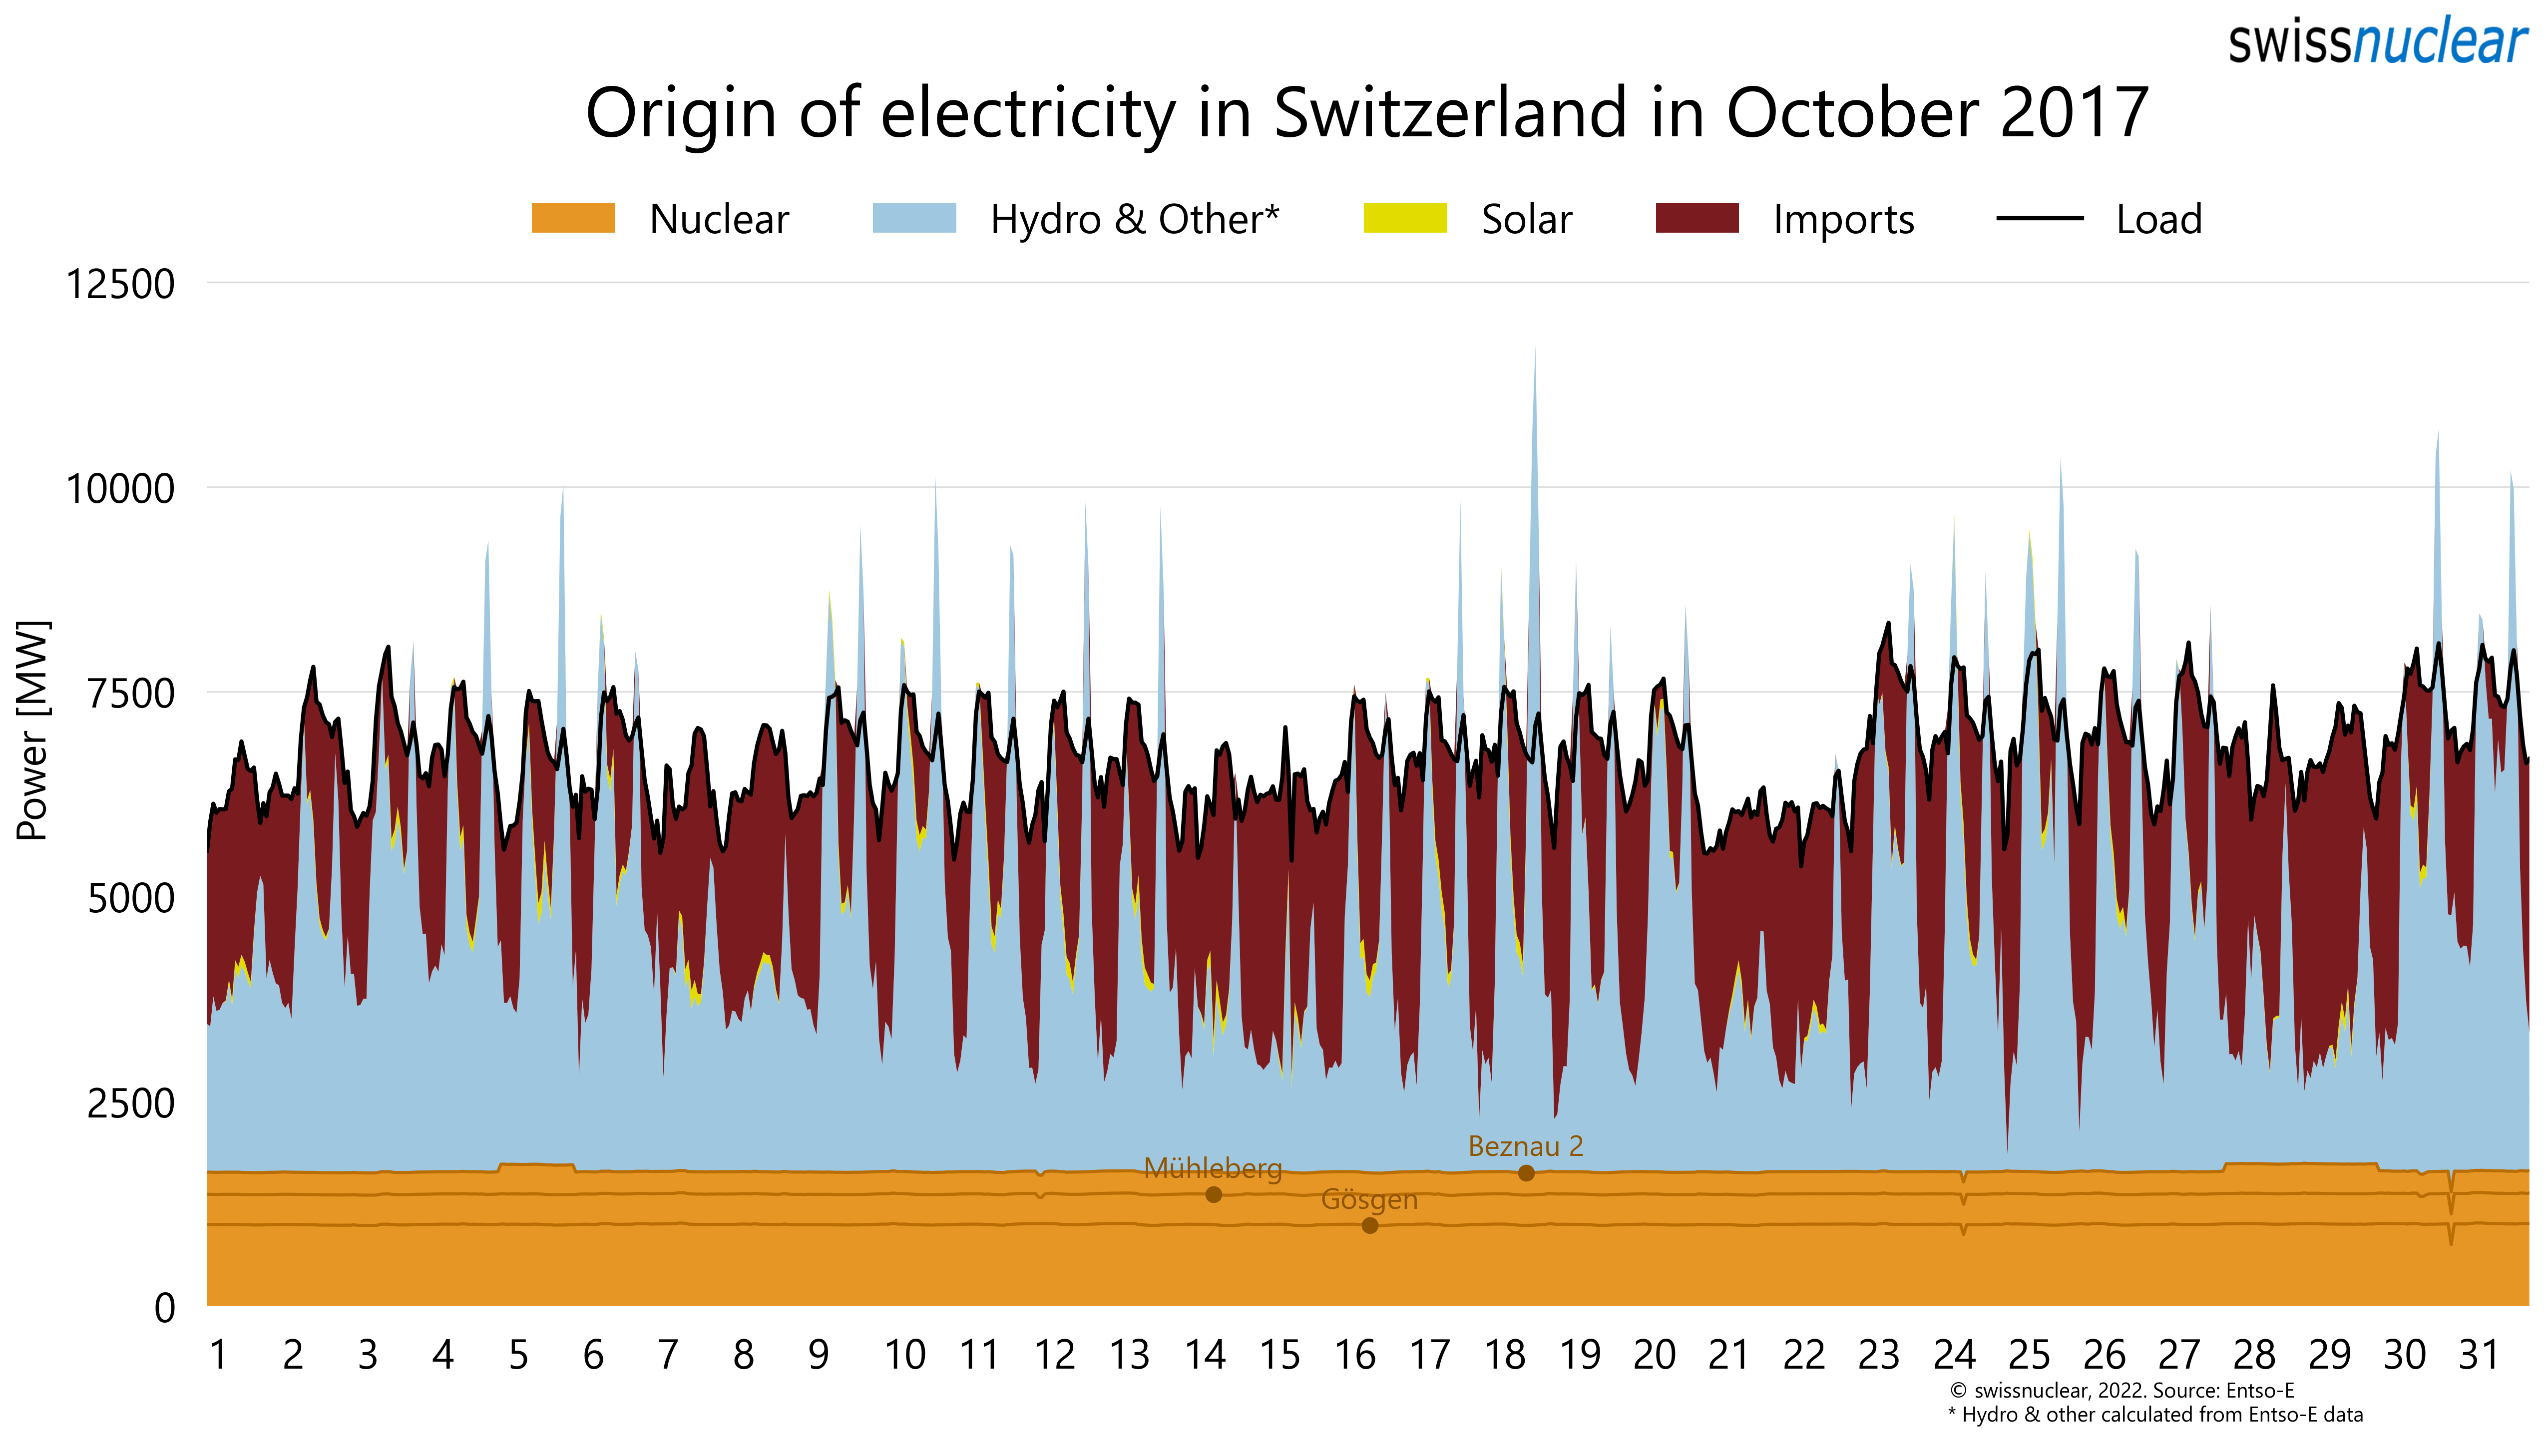 swissnuclear
Origin of electricity in Switzerland in October 2017
Nuclear Hydro & Other* Solar Imports Load
12500
10000
7500
5000
2500
0
Power [MW]
Beznau 2
Mühleberg
Gösgen
1 2 3 4 5 6 7 8 9 10 11 12 13 14 15 16 17 18 19 20 21 22 23 24 25 26 27 28 29 30 31
© swissnuclear, 2022. Source: Entso-E
* Hydro & other calculated from Entso-E data